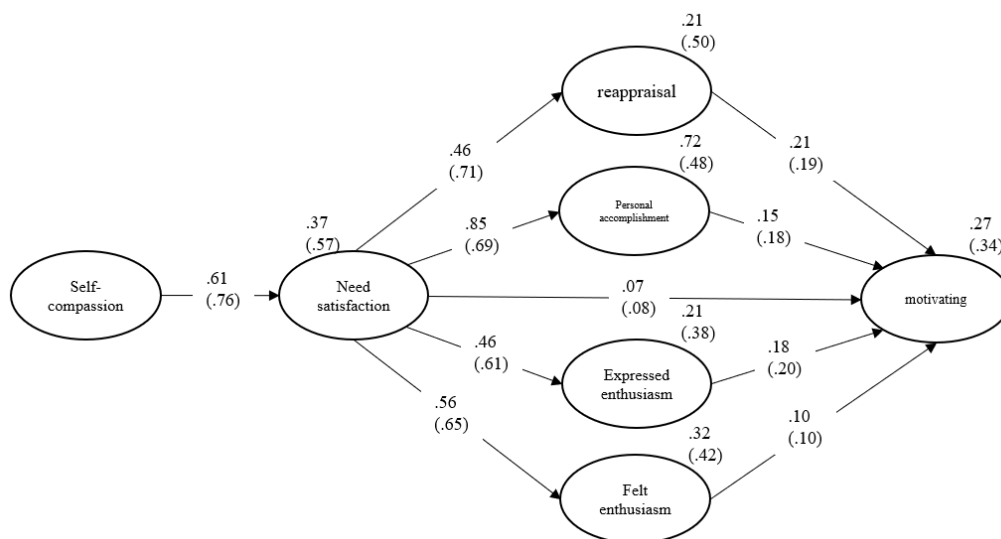 .21
(.50)
reappraisal
.46
(.71)
.21
(.19)
.72
(.48)
Personal
accomplishment
.85
(.69)
.15
(.18)
.37
(.57)
.27
(.34)
Self-
compassion
.61
(.76)
Need
satisfaction
.07
(.08)
motivating
.21
(.38)
.46
(.61)
Expressed
enthusiasm
.18
(.20)
.56
(.65)
.32
(.42)
Felt
enthusiasm
.10
(.10)